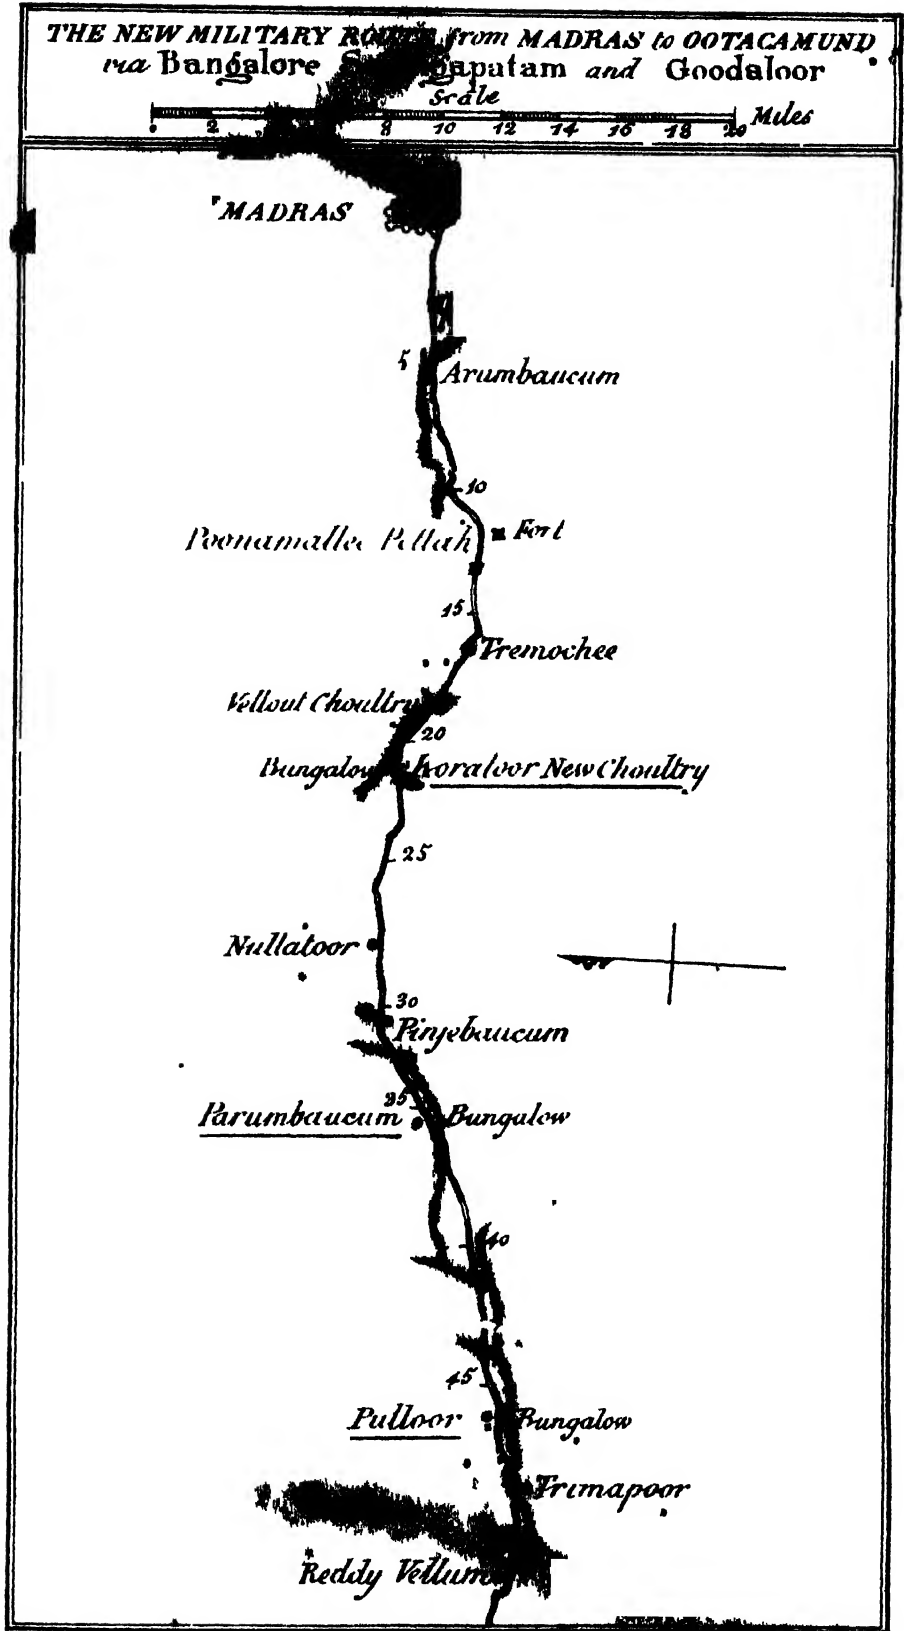 THE NEW MILITARY from MADRAS to OOTACAMUND
via Bangalore and Goodaloor
Scale
2 8 10 12 14 16 18 20 Miles
MADRAS
5
Arumbaucum
10
Poonamallee Pettah
Fort
15
Tremochee
Vellout Choultry
20
Bungalow Koratoor New Choultry
25
Nullatoor
30
Pinjebaucum
35
Parumbaucum Bungalow
40
45
Pulloor Bungalow
Trimapoor
Reddy Vellum